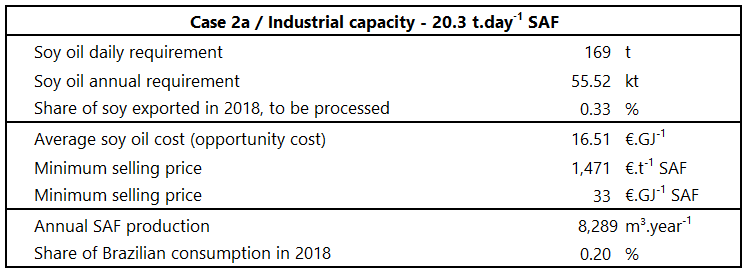 Case 2a / Industrial capacity - 20.3 t.day⁻¹ SAF
Soy oil daily requirement 169 t
Soy oil annual requirement 55.52 kt
Share of soy exported in 2018, to be processed 0.33 %
Average soy oil cost (opportunity cost) 16.51 €.GJ⁻¹
Minimum selling price 1,471 €.t⁻¹ SAF
Minimum selling price 33 €.GJ⁻¹ SAF
Annual SAF production 8,289 m³.year⁻¹
Share of Brazilian consumption in 2018 0.20 %